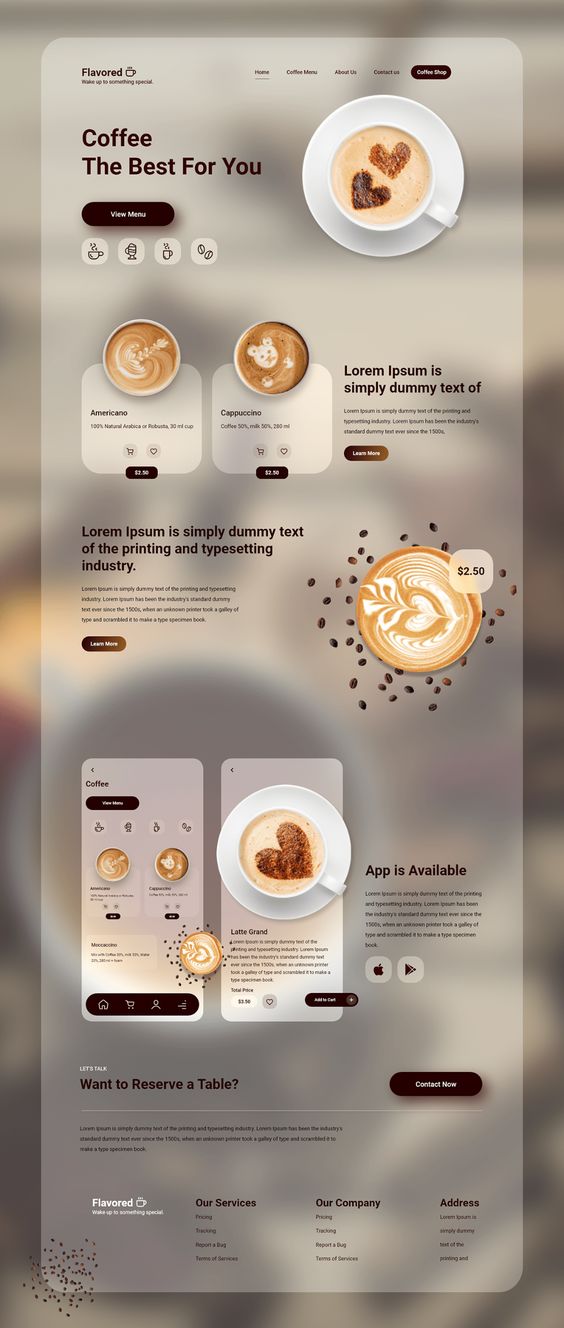 Flavored
Wake up to something special.
Home
Coffee Menu
About Us
Contact us
Coffee Shop
Coffee
The Best For You
View Menu
Americano
100% Natural Arabica or Robusta, 30 ml cup
$2.50
Cappuccino
Coffee 50%, milk 50%, 280 ml
$2.50
Lorem Ipsum is
simply dummy text of
Lorem Ipsum is simply dummy text of the printing and
typesetting industry. Lorem Ipsum has been the industry's
standard dummy text ever since the 1500s,
Learn More
Lorem Ipsum is simply dummy text
of the printing and typesetting
industry.
Lorem Ipsum is simply dummy text of the printing and typesetting
industry. Lorem Ipsum has been the industry's standard dummy
text ever since the 1500s, when an unknown printer took a galley of
type and scrambled it to make a type specimen book.
Learn More
$2.50
Coffee
View Menu
Americano
100% Natural Arabica or Robusta,
30 ml cup
Cappuccino
Coffee 50%, milk 50%, 280 ml
Moccaccino
Mix with Coffee 30%, milk 33%, Water
Latte Grand
Lorem Ipsum is simply dummy text of the
printing and typesetting industry. Lorem Ipsum
has been the industry's standard dummy text
ever since the 1500s, when an unknown printer
took a galley of type and scrambled it to make a
type specimen book.
Total Price
$3.50
Add to Cart
App is Available
Lorem Ipsum is simply dummy text of the printing
and typesetting industry. Lorem Ipsum has been
the industry's standard dummy text ever since the
1500s, when an unknown printer took a galley of
type and scrambled it to make a type specimen
book.
LET'S TALK
Want to Reserve a Table?
Contact Now
Lorem Ipsum is simply dummy text of the printing and typesetting industry. Lorem Ipsum has been the industry's
standard dummy text ever since the 1500s, when an unknown printer took a galley of type and scrambled it to
make a type specimen book.
Flavored
Wake up to something special.
Our Services
Pricing
Tracking
Report a Bug
Terms of Services
Our Company
Pricing
Tracking
Report a Bug
Terms of Services
Address
Lorem Ipsum is
simply dummy
text of the
printing and